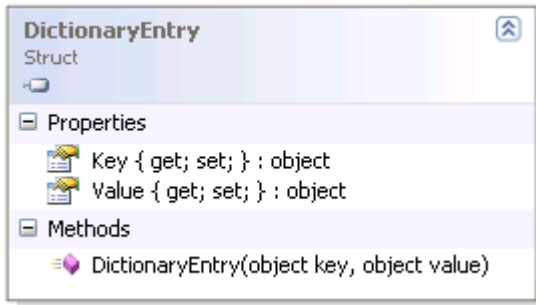 DictionaryEntry
Struct
Properties
Key { get; set; } : object
Value { get; set; } : object
Methods
DictionaryEntry(object key, object value)